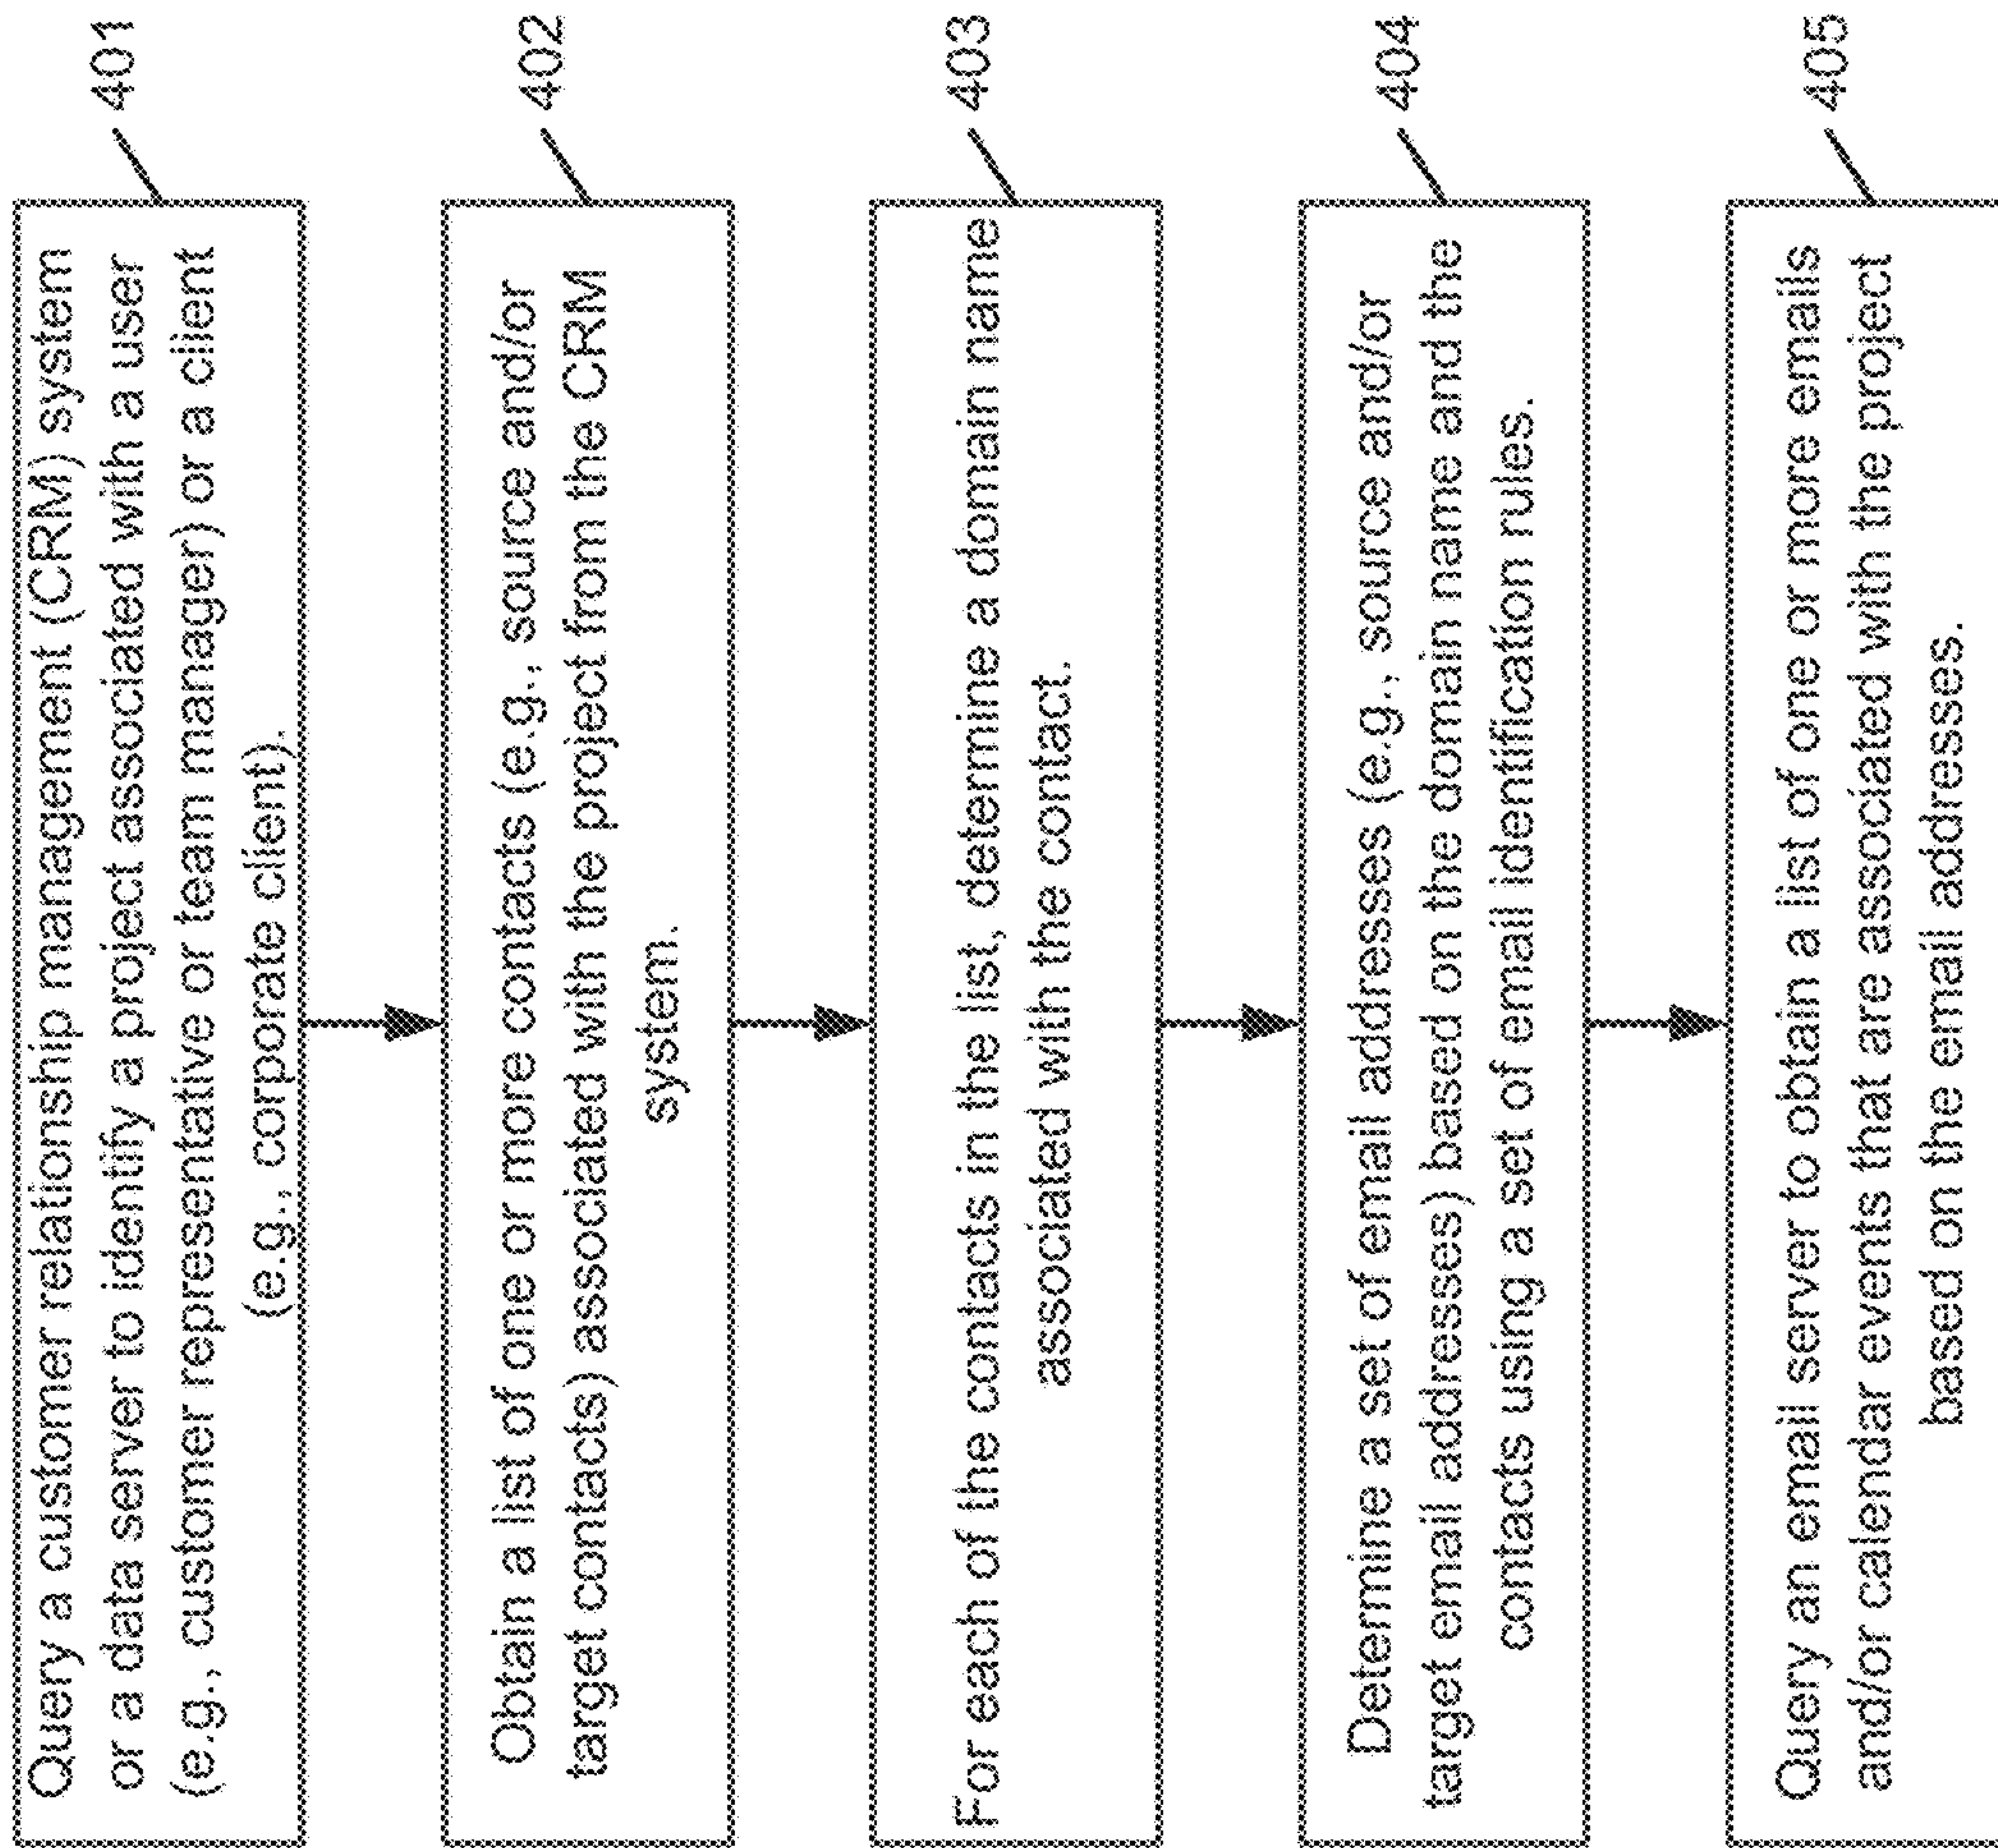 Query a customer relationship management (CRM) system
or a data server to identify a project associated with a user
(e.g., customer representative or team manager) or a client
(e.g., corporate client).
401
Obtain a list of one or more contacts (e.g., source and/or
target contacts) associated with the project from the CRM
system.
402
For each of the contacts in the list, determine a domain name
associated with the contact.
403
Determine a set of email addresses (e.g., source and/or
target email addresses) based on the domain name and the
contacts using a set of email identification rules.
404
Query an email server to obtain a list of one or more emails
and/or calendar events that are associated with the project
based on the email addresses.
405